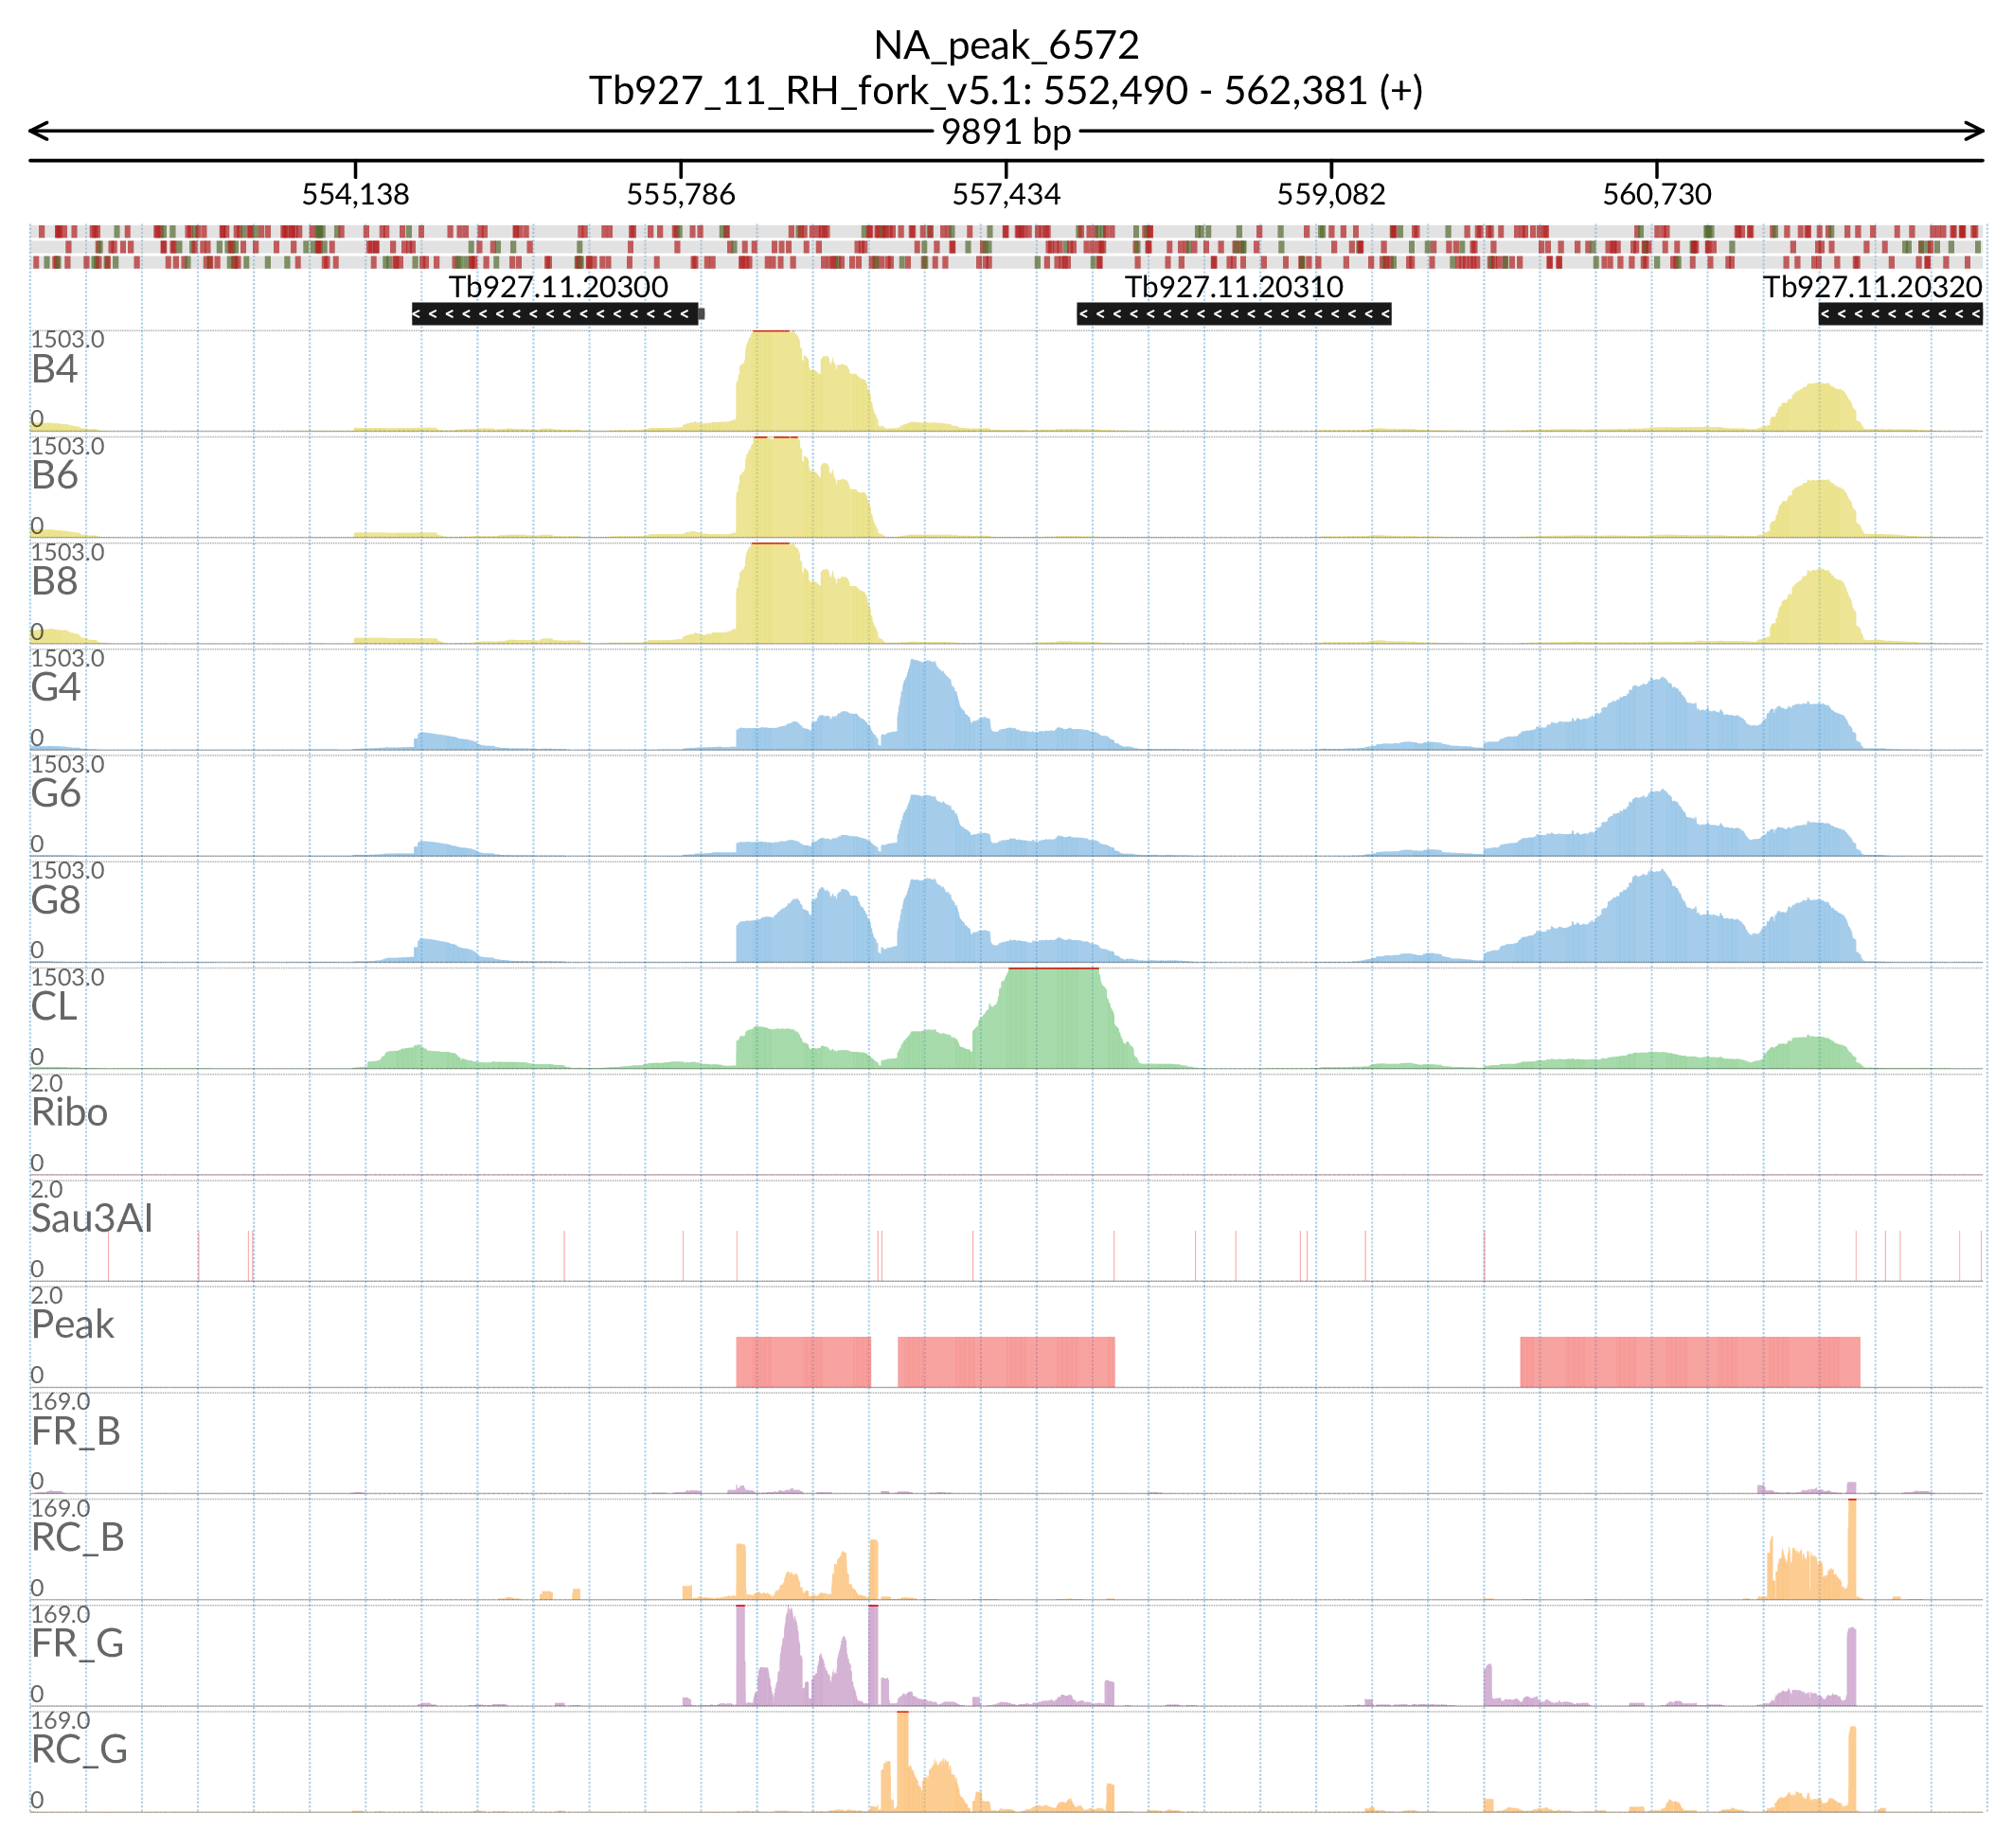 NA_peak_6572
Tb927_11_RH_fork_v5.1: 552,490 - 562,381 (+)
9891 bp
554,138 555,786 557,434 559,082 560,730
Tb927.11.20300 Tb927.11.20310 Tb927.11.20320
1503.0
B4
0
1503.0
B6
0
1503.0
B8
0
1503.0
G4
0
1503.0
G6
0
1503.0
G8
0
1503.0
CL
0
2.0
Ribo
0
2.0
Sau3AI
0
2.0
Peak
0
169.0
FR_B
0
169.0
RC_B
0
169.0
FR_G
0
169.0
RC_G
0